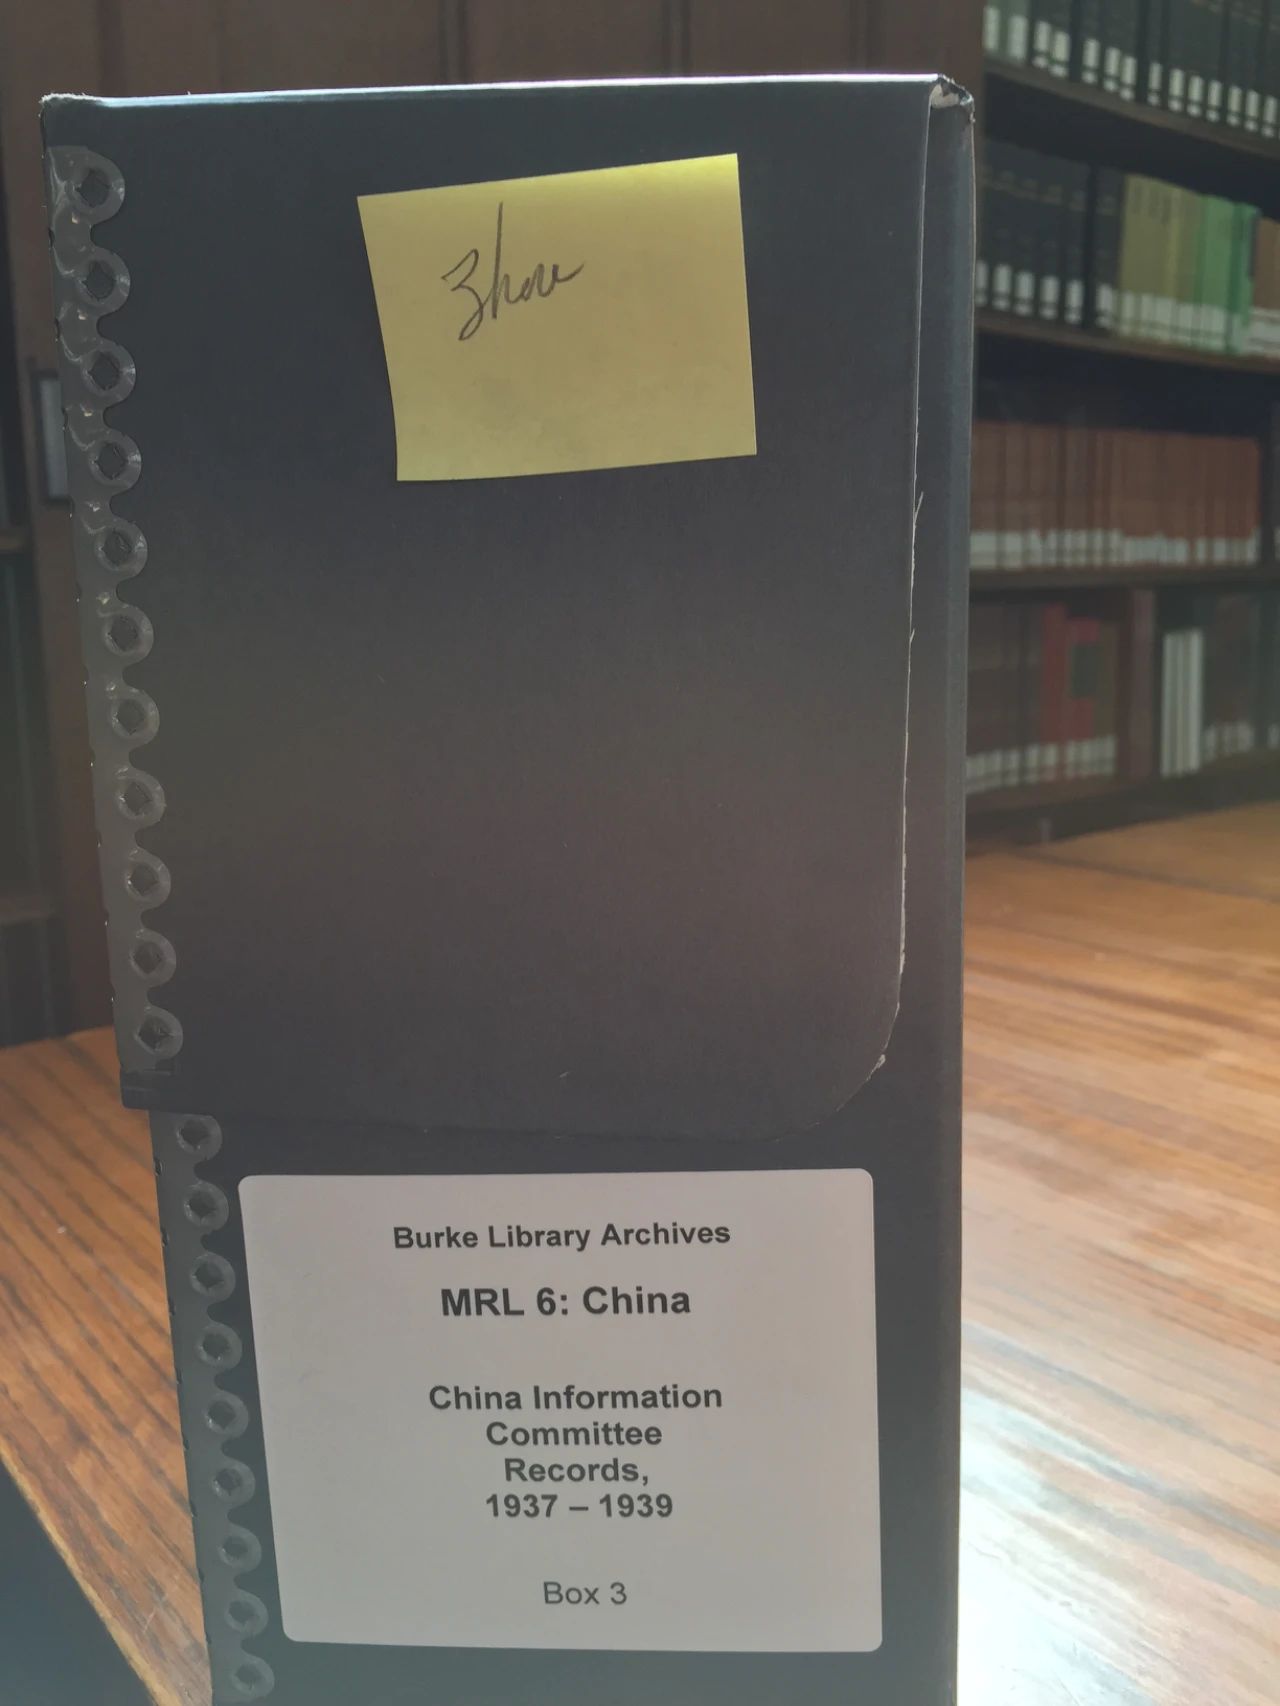 Zhou
Burke Library Archives
MRL 6: China
China Information
Committee
Records,
1937 – 1939
Box 3